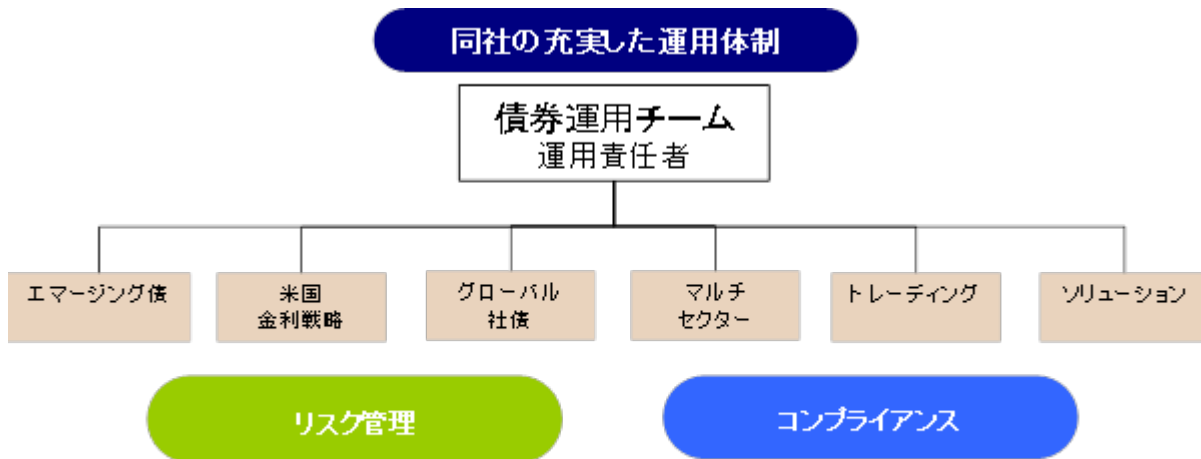 同社の充実した運用体制
債券運用チーム
運用責任者
エマージング債
米国
金利戦略
グローバル
社債
マルチ
セクター
トレーディング
ソリューション
リスク管理
コンプライアンス